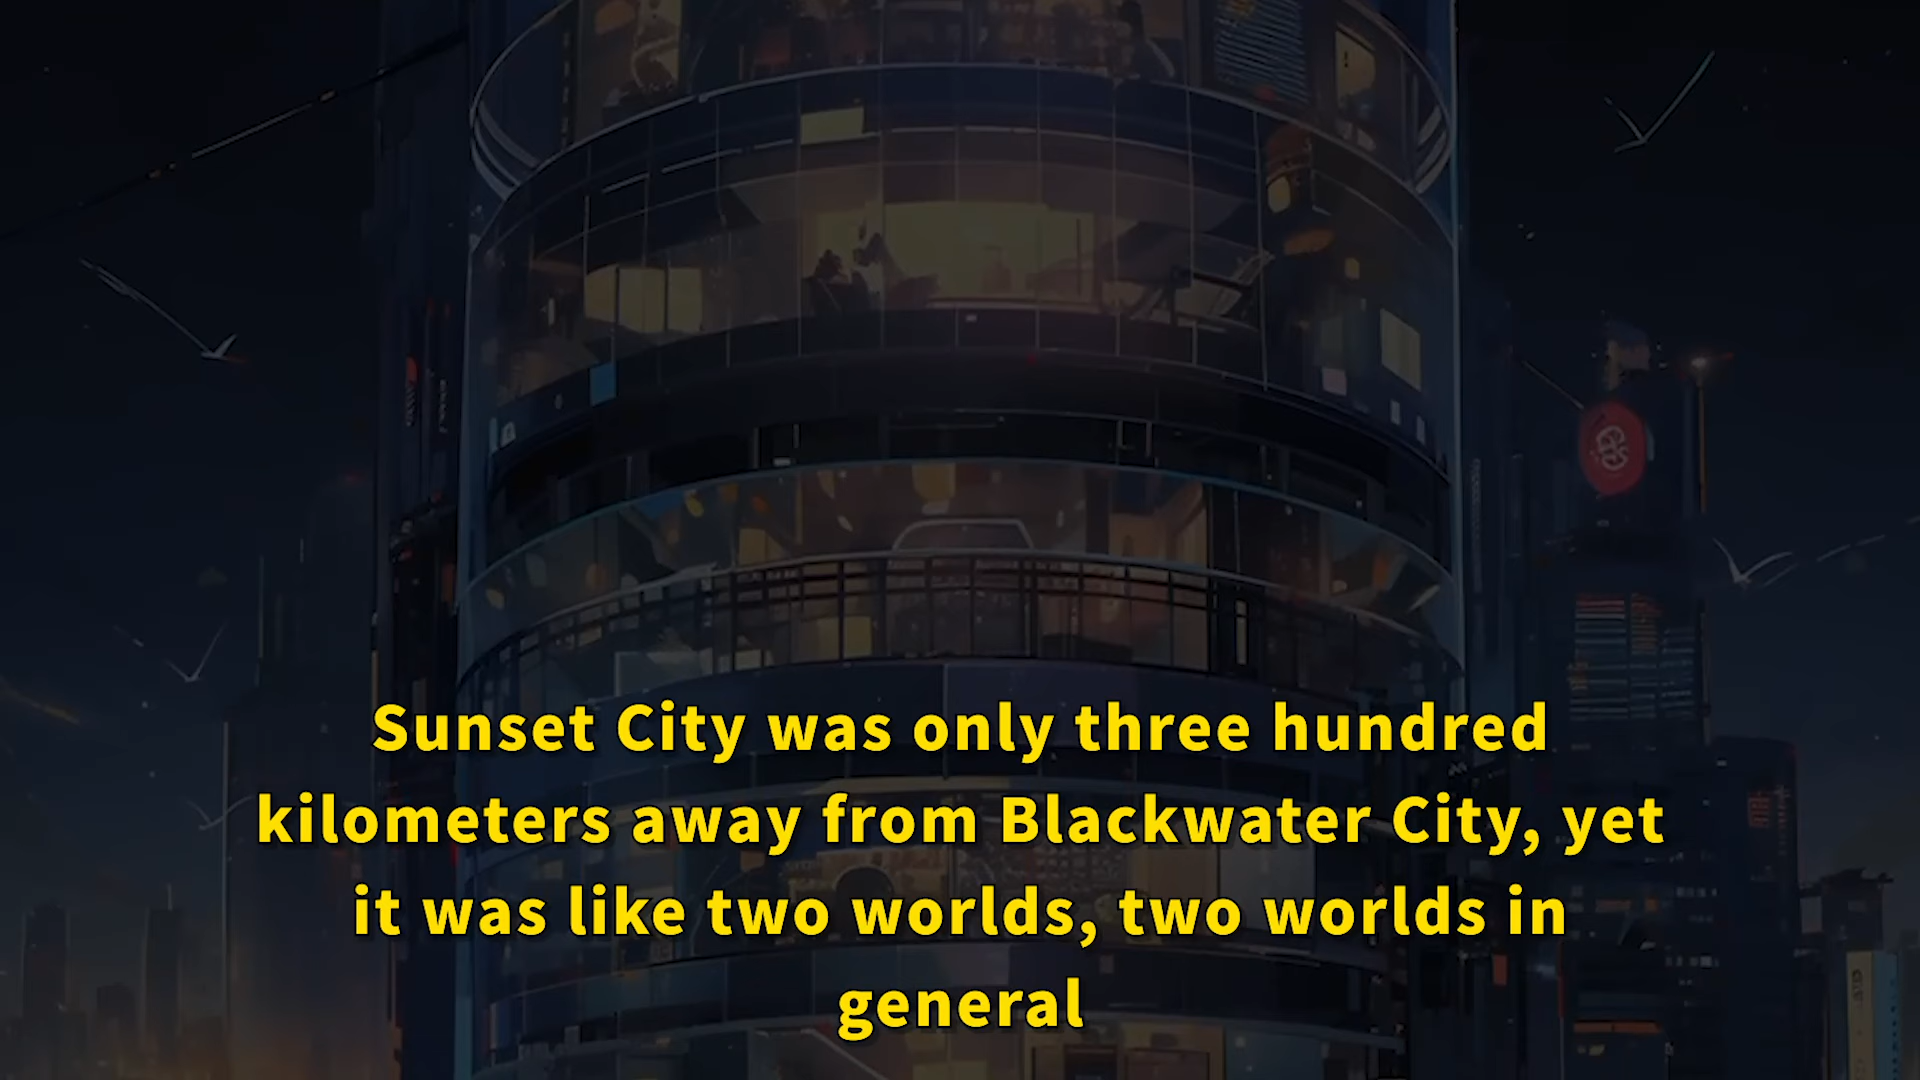 Sunset City was only three hundred
kilometers away from Blackwater City, yet
it was like two worlds, two worlds in
general